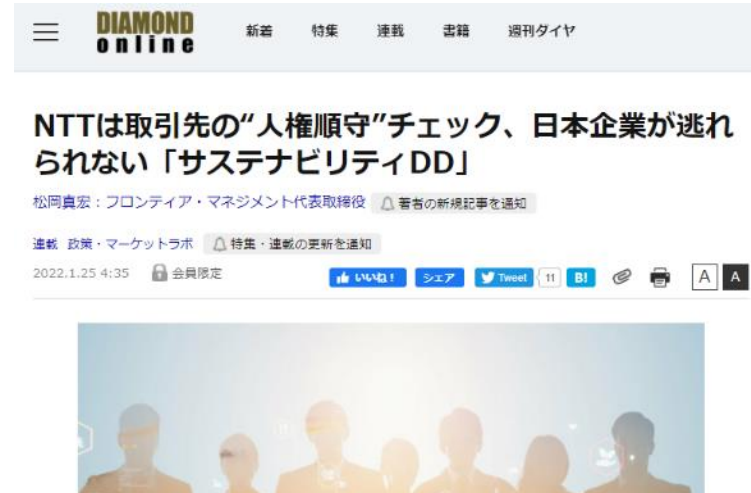 DIAMOND
online
新着 特集 連載 書籍 週刊ダイヤ
NTTは取引先の“人権順守”チェック、日本企業が逃れ
られない「サステナビリティDD」
松岡真宏：フロンティア・マネジメント代表取締役 著者の新規記事を通知
連載 政策・マーケットラボ 特集・連載の更新を通知
2022.1.25 4:35 会員限定 いいね！ シェア Tweet 11 B! A A